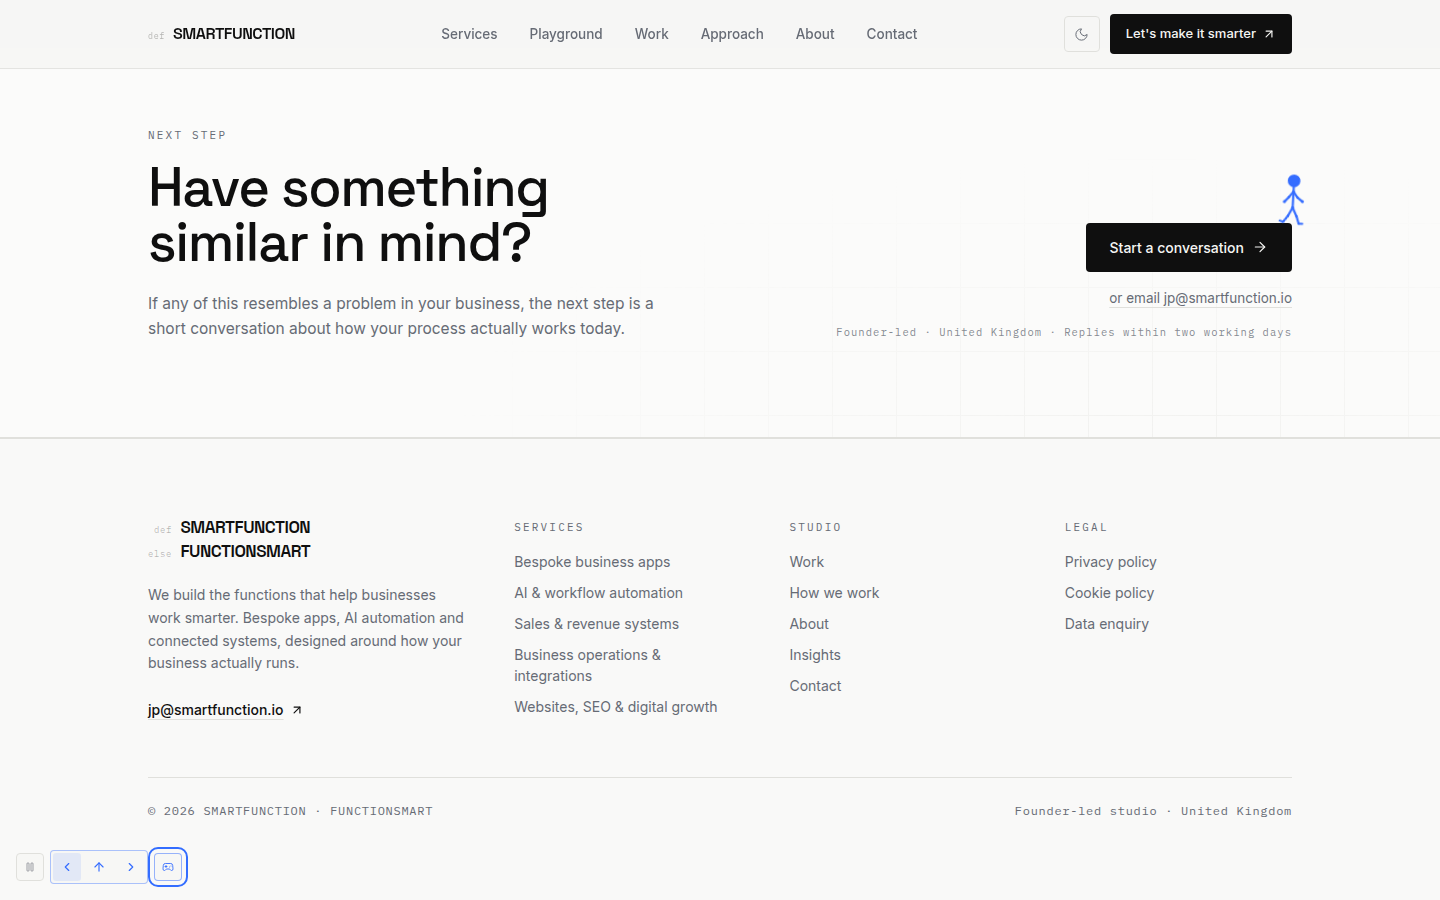 def SMARTFUNCTION
Services
Playground
Work
Approach
About
Contact
Let's make it smarter
NEXT STEP
Have something
similar in mind?
If any of this resembles a problem in your business, the next step is a
short conversation about how your process actually works today.
Start a conversation
or email jp@smartfunction.io
Founder-led · United Kingdom · Replies within two working days
def SMARTFUNCTION
else FUNCTIONSMART
We build the functions that help businesses
work smarter. Bespoke apps, AI automation and
connected systems, designed around how your
business actually runs.
jp@smartfunction.io
SERVICES
Bespoke business apps
AI & workflow automation
Sales & revenue systems
Business operations &
integrations
Websites, SEO & digital growth
STUDIO
Work
How we work
About
Insights
Contact
LEGAL
Privacy policy
Cookie policy
Data enquiry
© 2026 SMARTFUNCTION · FUNCTIONSMART
Founder-led studio · United Kingdom